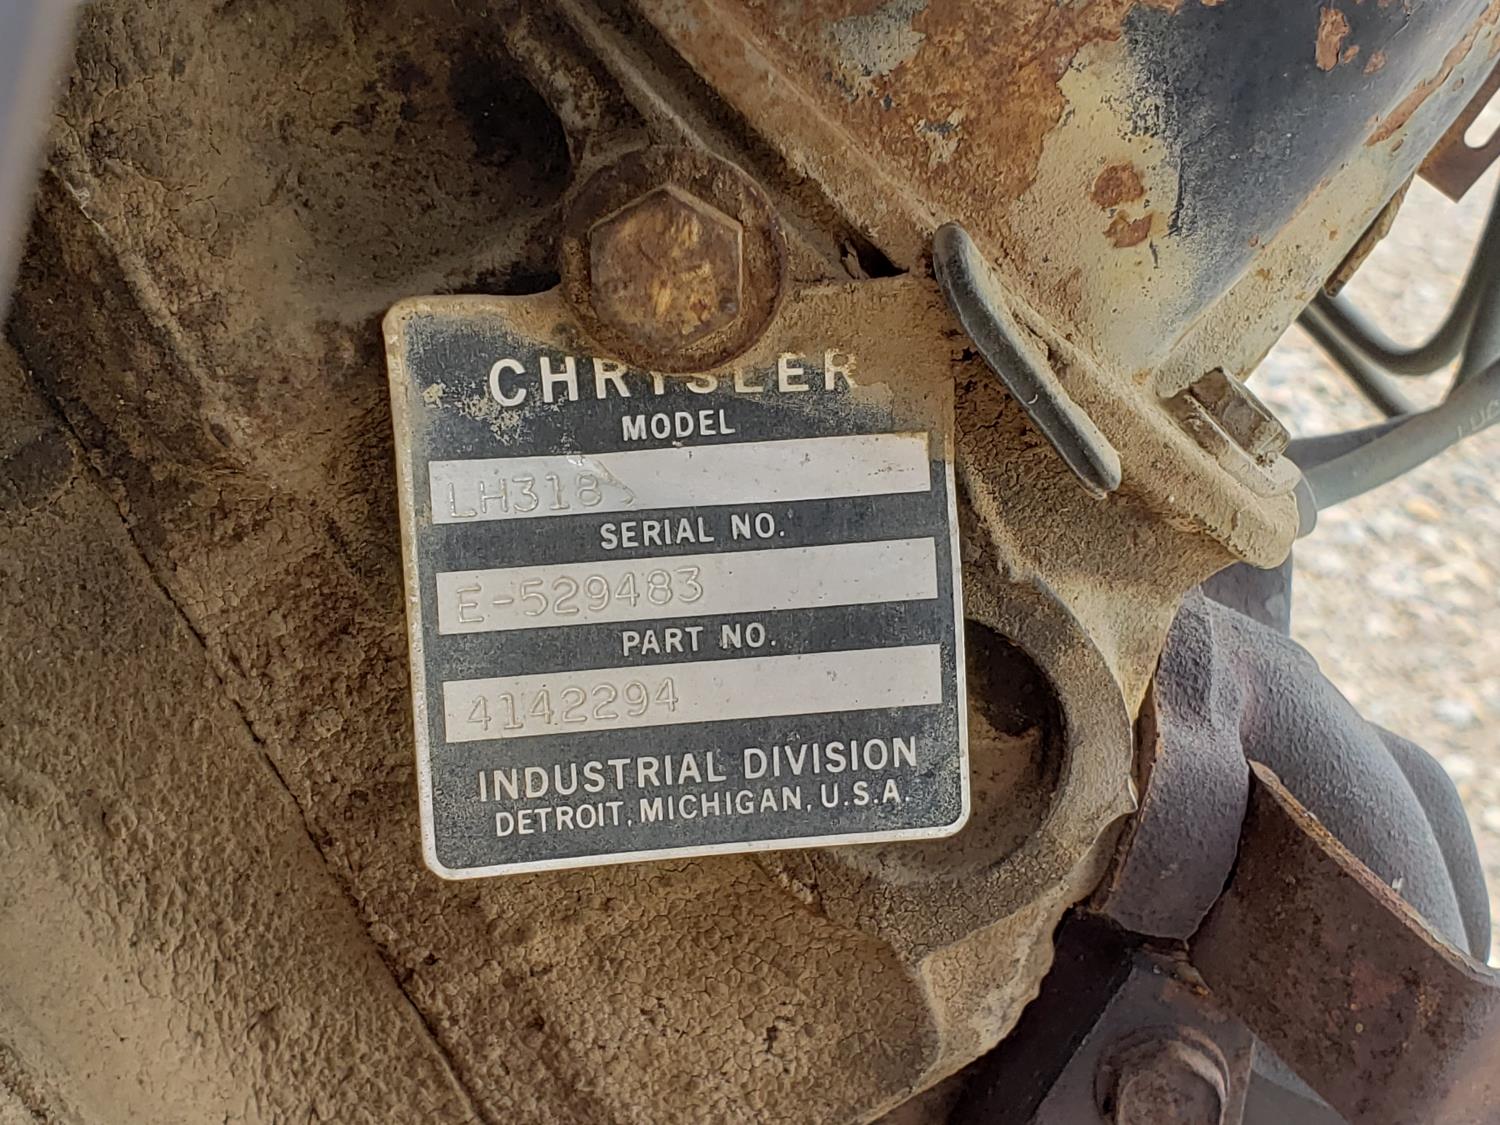 CHRYSLER
MODEL
LH318
SERIAL NO.
E-529483
PART NO.
4142294
INDUSTRIAL DIVISION
DETROIT, MICHIGAN, U.S.A.